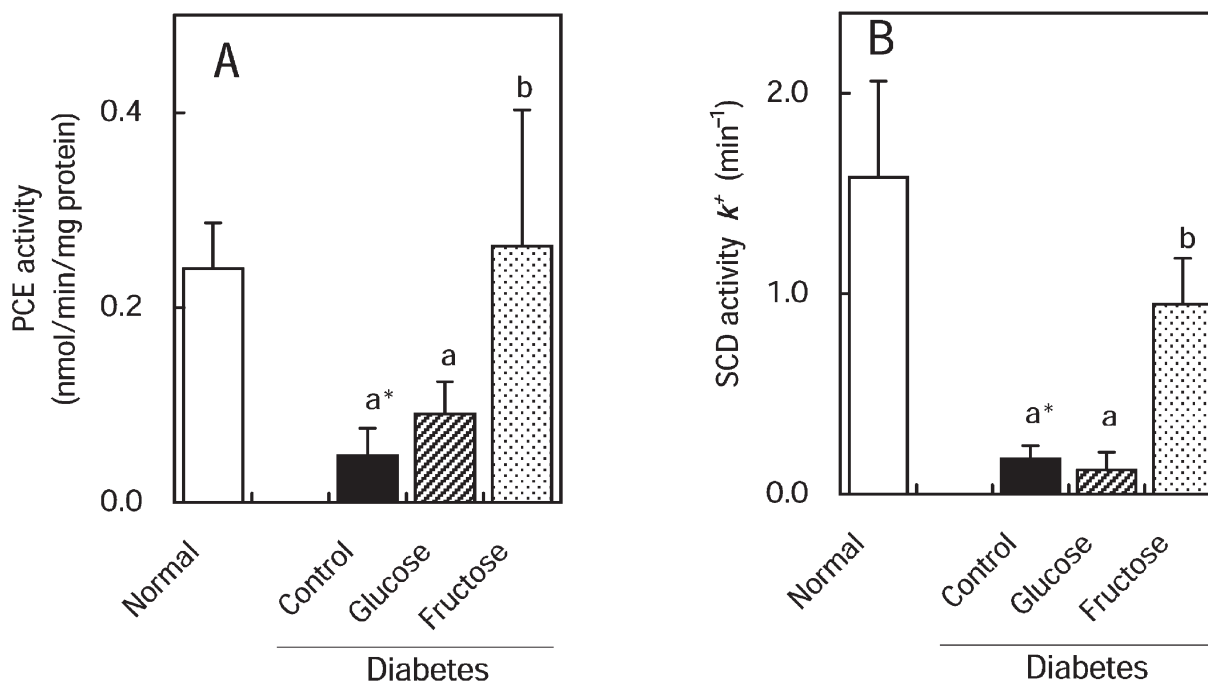 A
PCE activity
(nmol/min/mg protein)
0.4
0.2
0.0
a*
a
b
Normal
Control
Glucose
Fructose
Diabetes
B
SCD activity k⁺ (min⁻¹)
2.0
1.0
0.0
a*
a
b
Normal
Control
Glucose
Fructose
Diabetes